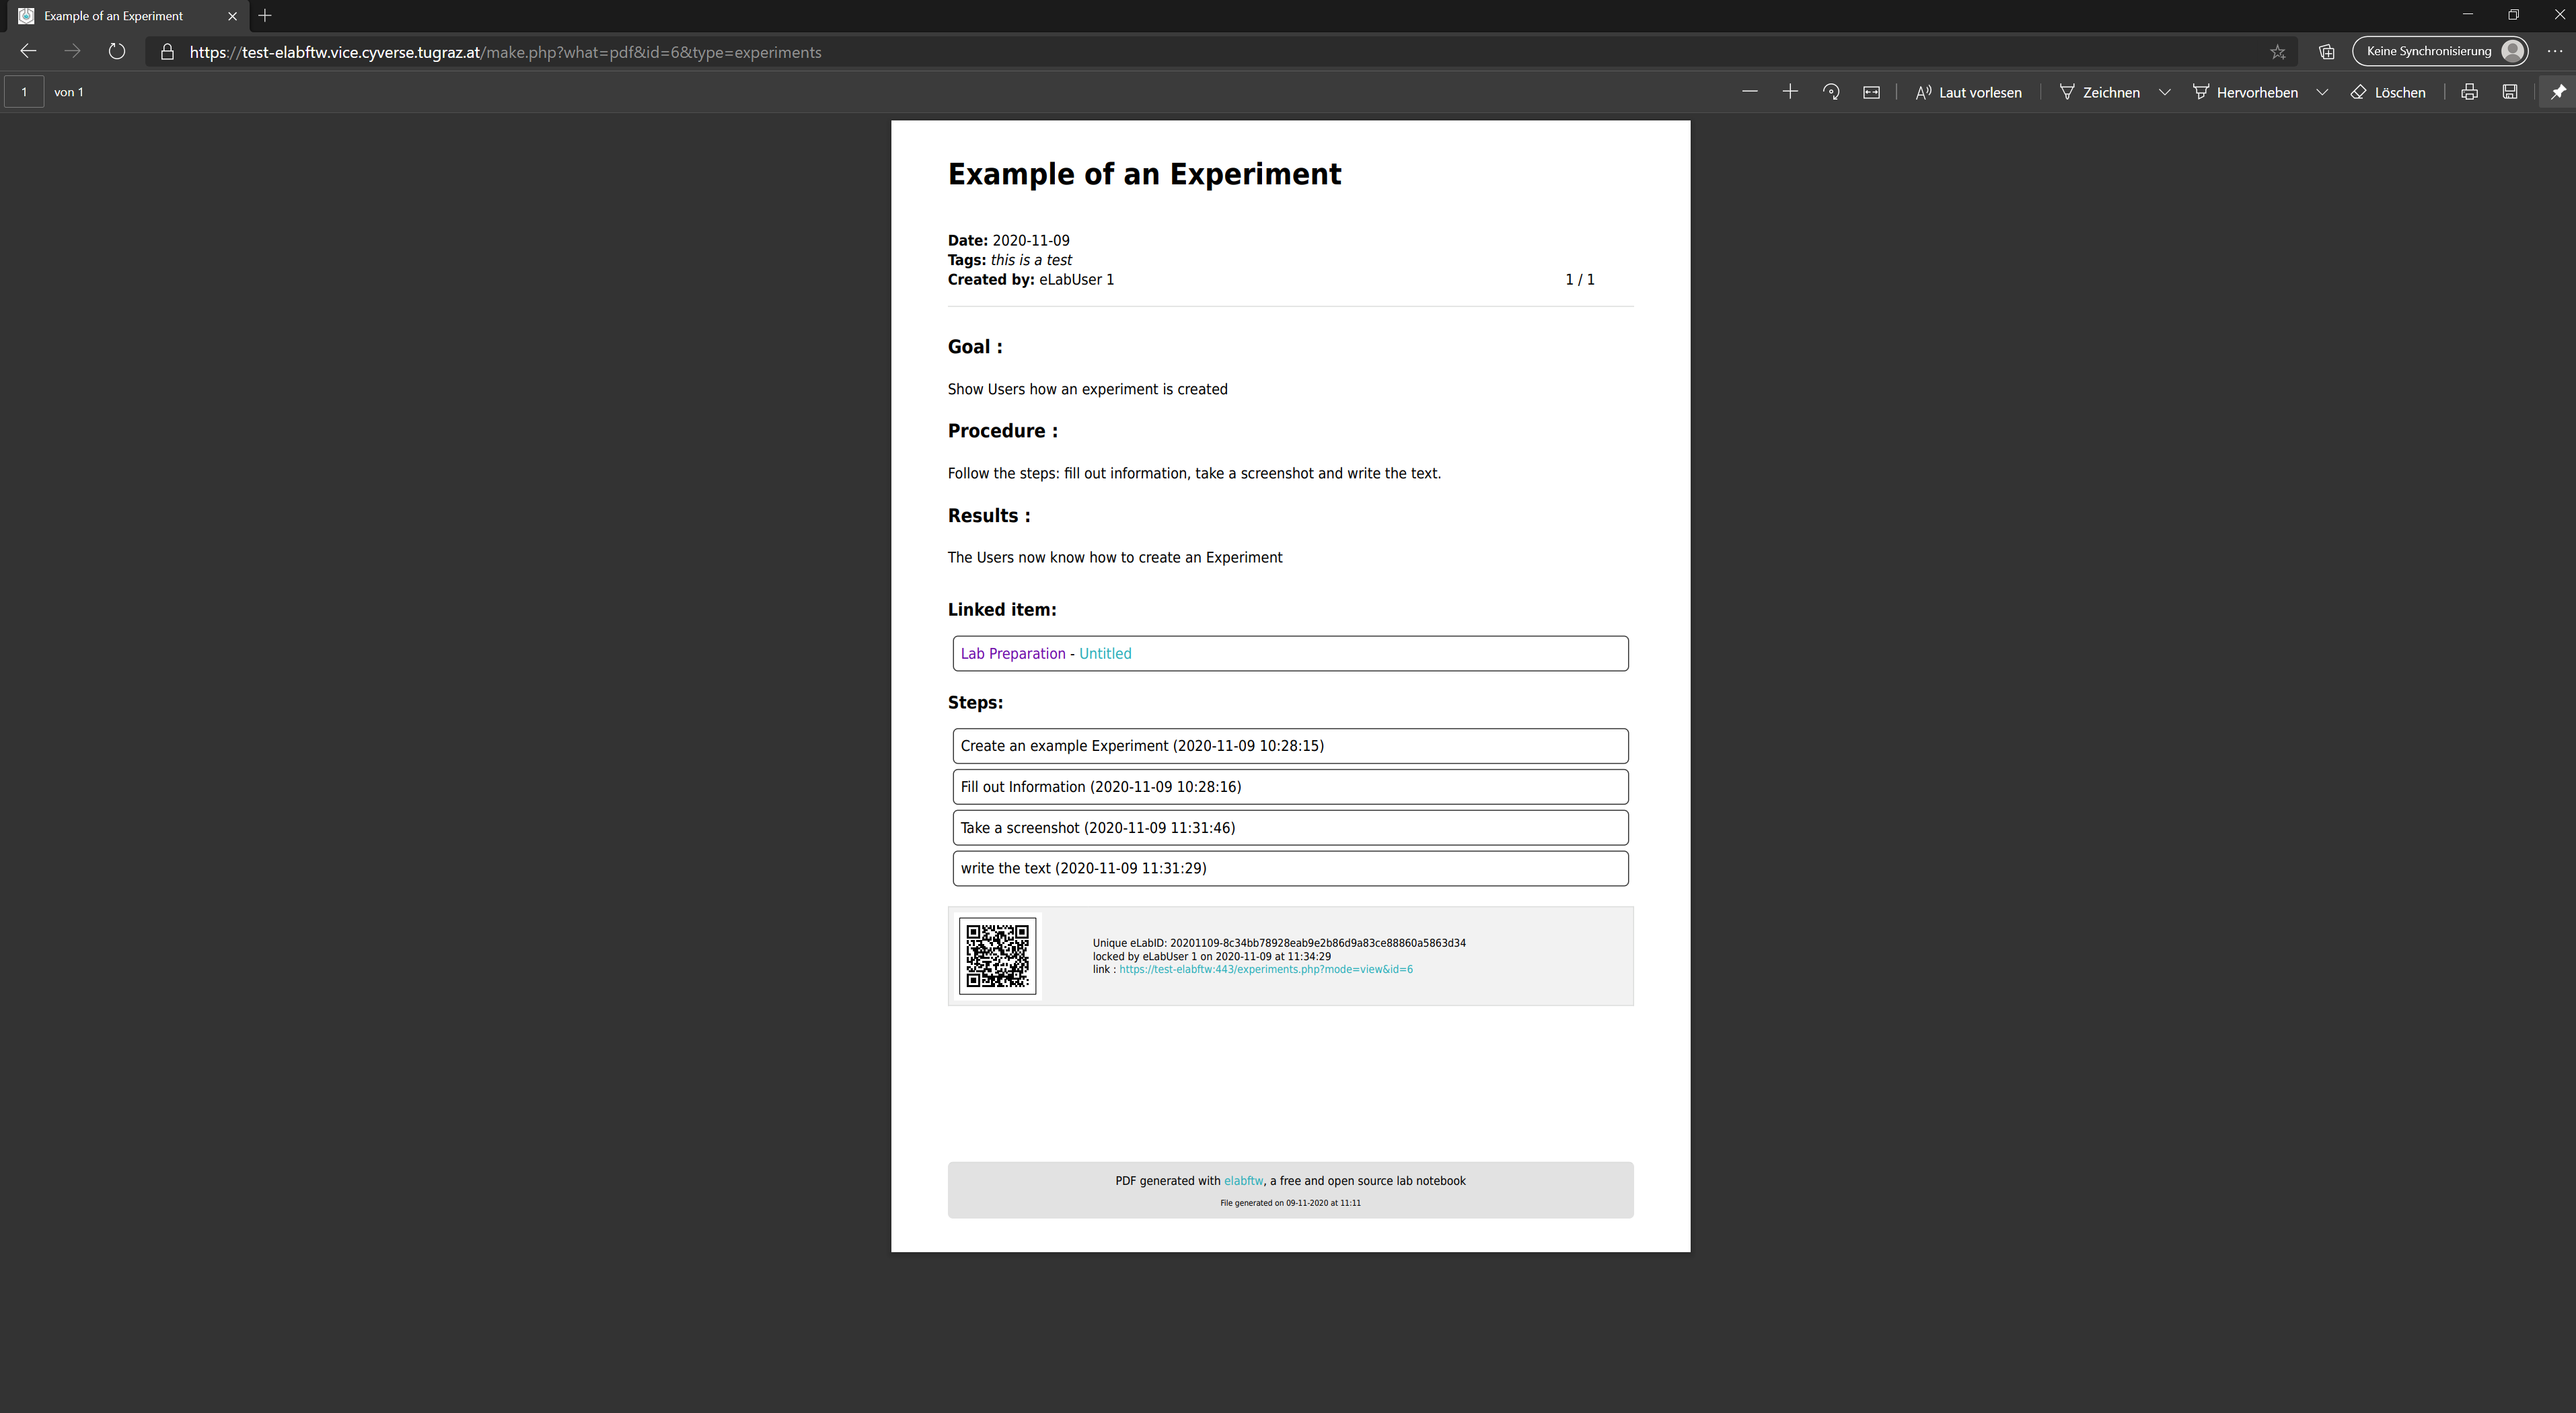 Example of an Experiment
https://test-elabftw.vice.cyverse.tugraz.at/make.php?what=pdf&id=6&type=experiments
Keine Synchronisierung
1 von 1
Laut vorlesen
Zeichnen
Hervorheben
Löschen
Example of an Experiment
Date: 2020-11-09
Tags: this is a test
Created by: eLabUser 1
1 / 1
Goal :
Show Users how an experiment is created
Procedure :
Follow the steps: fill out information, take a screenshot and write the text.
Results :
The Users now know how to create an Experiment
Linked item:
Lab Preparation - Untitled
Steps:
Create an example Experiment (2020-11-09 10:28:15)
Fill out Information (2020-11-09 10:28:16)
Take a screenshot (2020-11-09 11:31:46)
write the text (2020-11-09 11:31:29)
Unique eLabID: 20201109-8c34bb78928eab9e2b86d9a83ce88860a5863d34
locked by eLabUser 1 on 2020-11-09 at 11:34:29
link : https://test-elabftw:443/experiments.php?mode=view&id=6
PDF generated with elabftw, a free and open source lab notebook
File generated on 09-11-2020 at 11:11